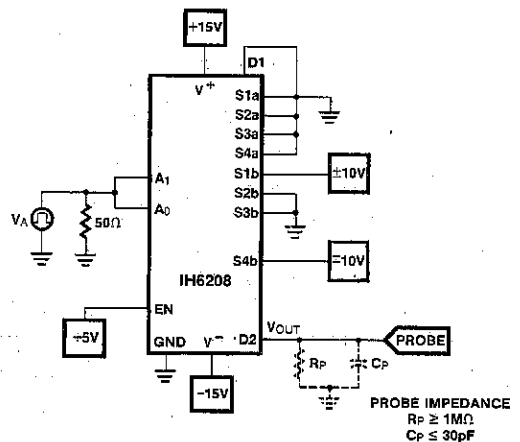 +15V
D1
V+
S1a
S2a
S3a
S4a
S1b
±10V
S2b
S3b
A1
A0
VA
50Ω
IH6208
S4b
∓10V
EN
+5V
GND
V−
D2
VOUT
PROBE
RP
CP
−15V
PROBE IMPEDANCE
RP ≥ 1MΩ
CP ≤ 30pF